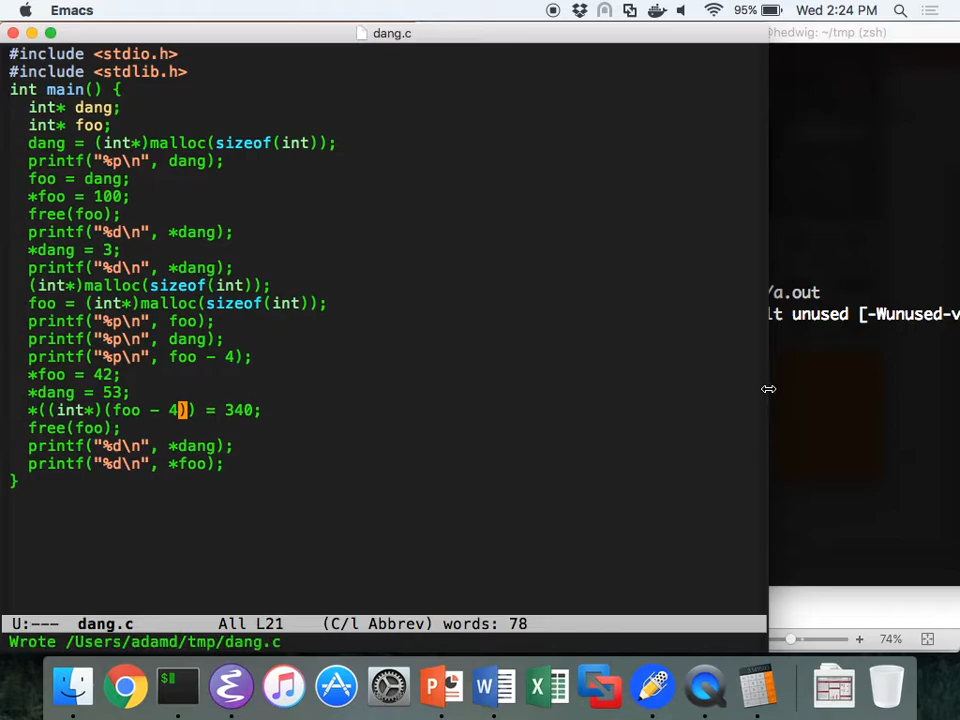 Emacs 95% Wed 2:24 PM
dang.c
@hedwig: ~/tmp (zsh)
#include <stdio.h>
#include <stdlib.h>
int main() {
int* dang;
int* foo;
dang = (int*)malloc(sizeof(int));
printf("%p\n", dang);
foo = dang;
*foo = 100;
free(foo);
printf("%d\n", *dang);
*dang = 3;
printf("%d\n", *dang);
(int*)malloc(sizeof(int));
foo = (int*)malloc(sizeof(int));
printf("%p\n", foo);
printf("%p\n", dang);
printf("%p\n", foo - 4);
*foo = 42;
*dang = 53;
*((int*)(foo - 4)) = 340;
free(foo);
printf("%d\n", *dang);
printf("%d\n", *foo);
}
/a.out
lt unused [-Wunused-v
U:--- dang.c All L21 (C/l Abbrev) words: 78
Wrote /Users/adamd/tmp/dang.c
74%